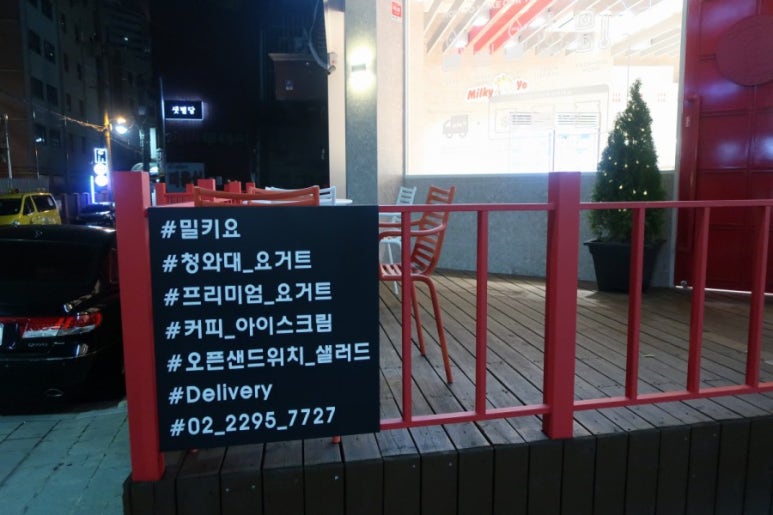 Milky Yo
#밀키요
#청와대_요거트
#프리미엄_요거트
#커피_아이스크림
#오픈샌드위치_샐러드
#Delivery
#02_2295_7727